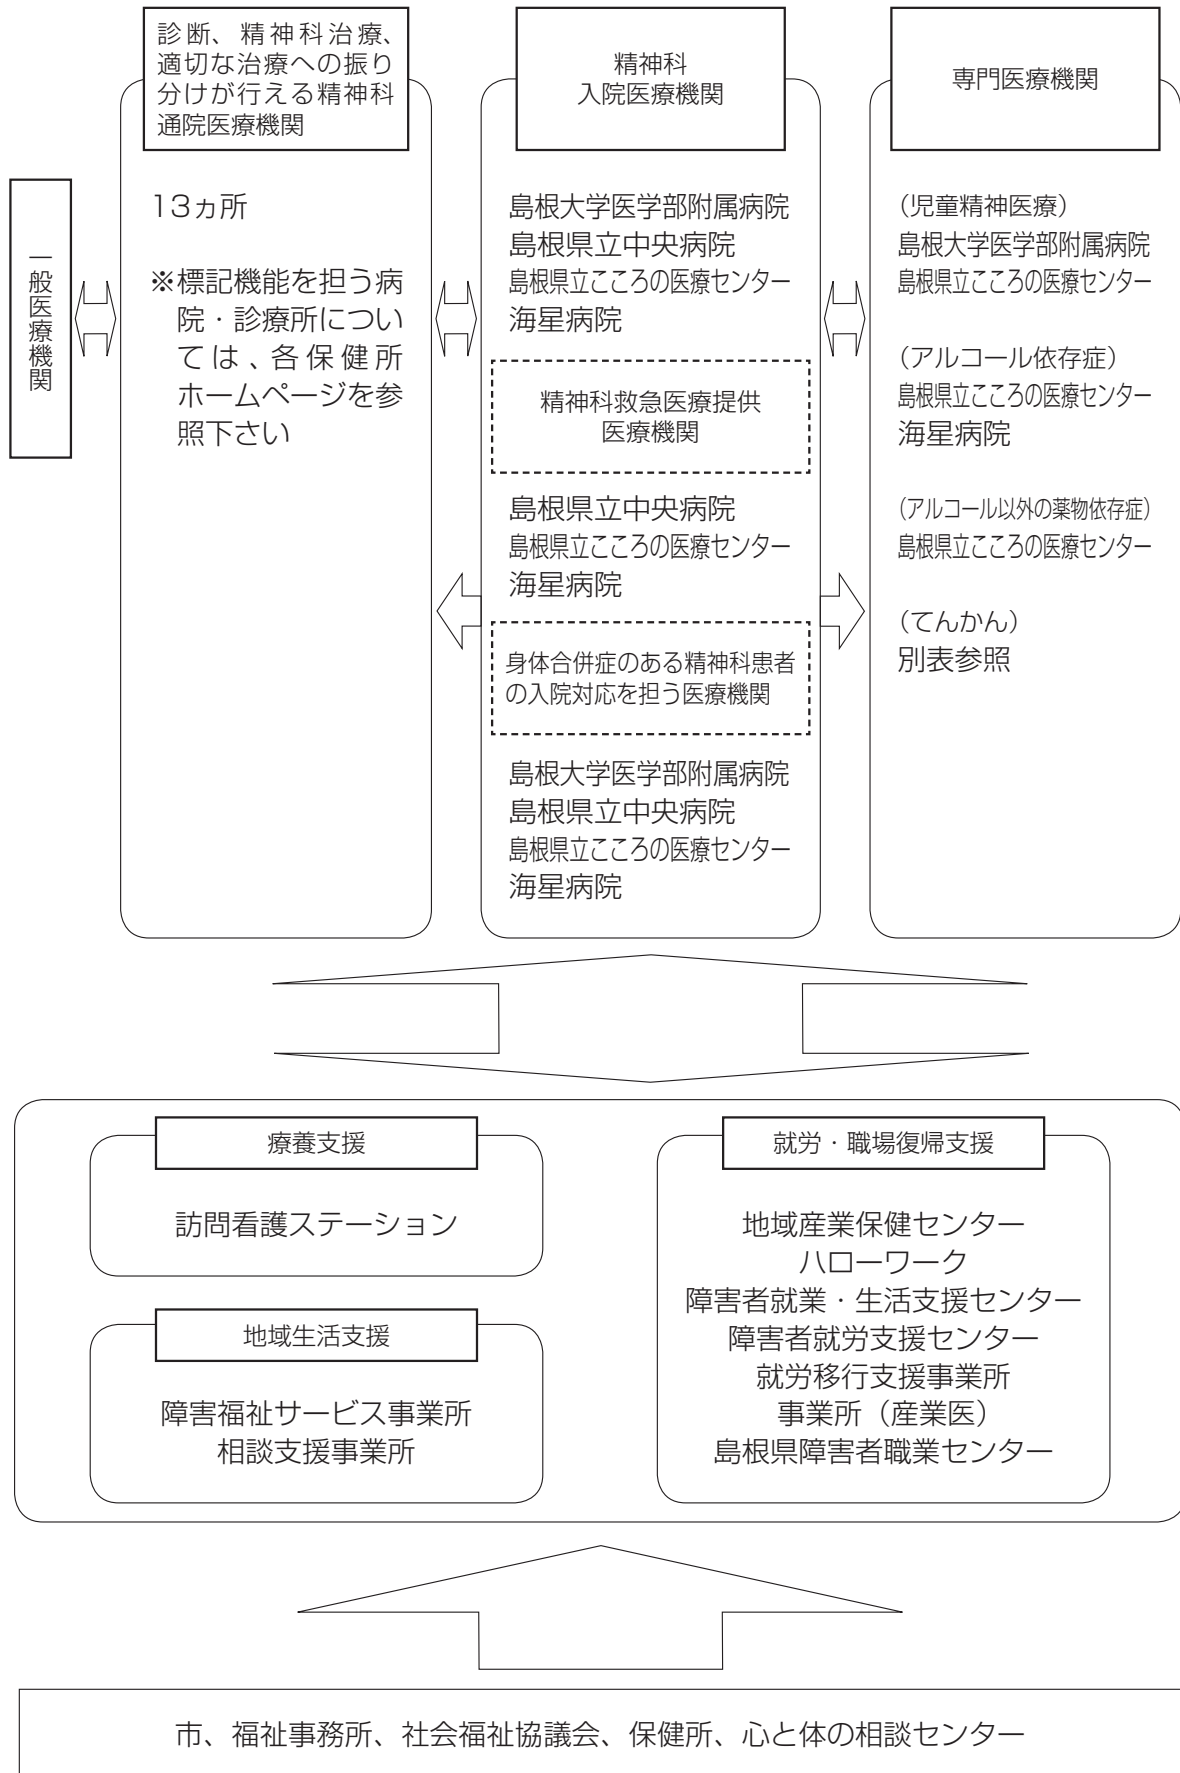 診断、精神科治療、
適切な治療への振り
分けが行える精神科
通院医療機関
精神科
入院医療機関
専門医療機関
一般医療機関
13ヵ所
※標記機能を担う病
院・診療所につい
ては、各保健所
ホームページを参
照下さい
島根大学医学部附属病院
島根県立中央病院
島根県立こころの医療センター
海星病院
精神科救急医療提供
医療機関
島根県立中央病院
島根県立こころの医療センター
海星病院
身体合併症のある精神科患者
の入院対応を担う医療機関
島根大学医学部附属病院
島根県立中央病院
島根県立こころの医療センター
海星病院
（児童精神医療）
島根大学医学部附属病院
島根県立こころの医療センター
（アルコール依存症）
島根県立こころの医療センター
海星病院
（アルコール以外の薬物依存症）
島根県立こころの医療センター
（てんかん）
別表参照
療養支援
訪問看護ステーション
地域生活支援
障害福祉サービス事業所
相談支援事業所
就労・職場復帰支援
地域産業保健センター
ハローワーク
障害者就業・生活支援センター
障害者就労支援センター
就労移行支援事業所
事業所（産業医）
島根県障害者職業センター
市、福祉事務所、社会福祉協議会、保健所、心と体の相談センター